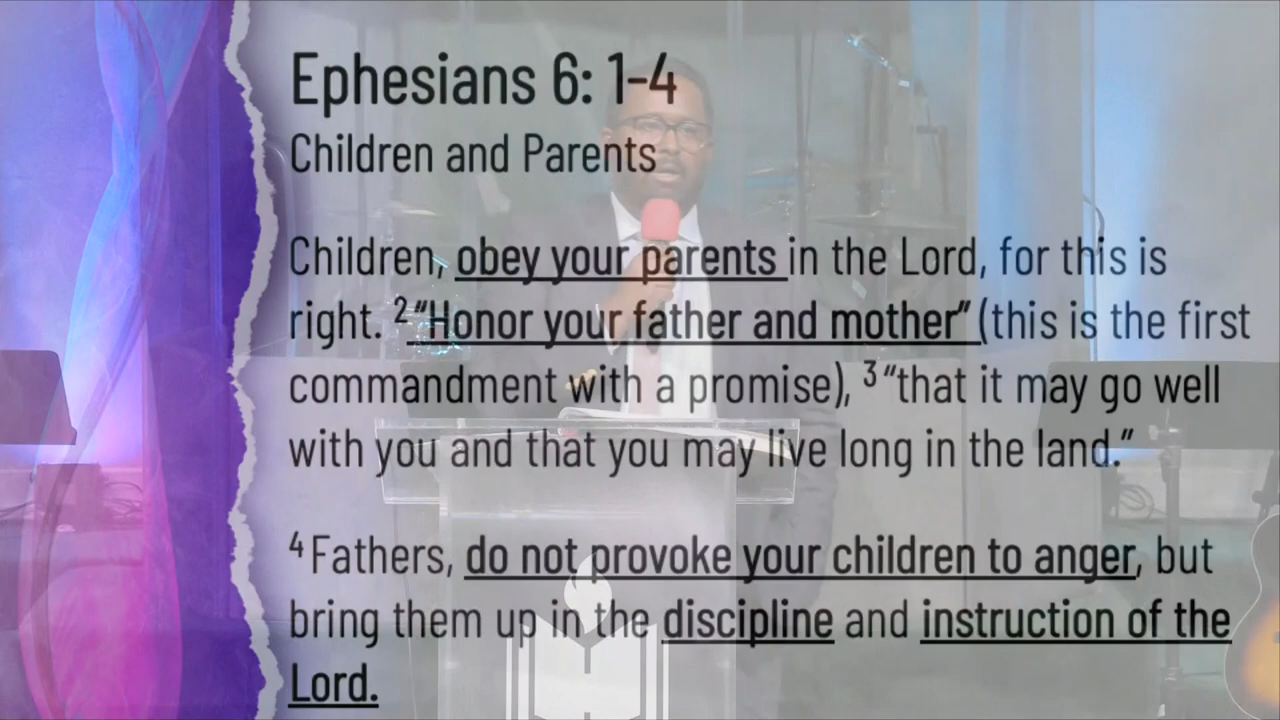 Ephesians 6: 1-4
Children and Parents
Children, obey your parents in the Lord, for this is
right. ² “Honor your father and mother” (this is the first
commandment with a promise), ³ “that it may go well
with you and that you may live long in the land.”
⁴ Fathers, do not provoke your children to anger, but
bring them up in the discipline and instruction of the
Lord.